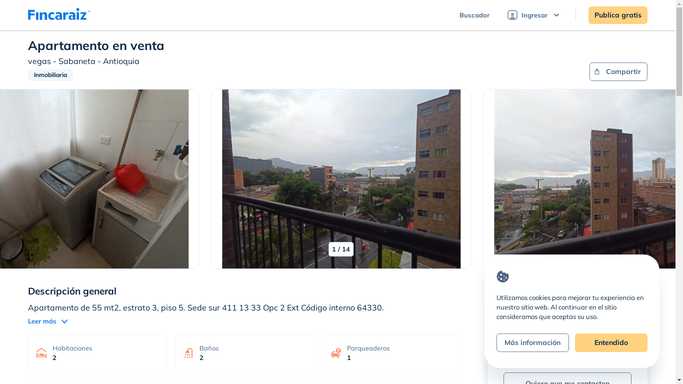 Fincaraiz
Buscador
Ingresar
Publica gratis
Apartamento en venta
vegas - Sabaneta - Antioquia
Inmobiliaria
Compartir
1 / 14
Descripción general
Apartamento de 55 mt2, estrato 3, piso 5. Sede sur 411 13 33 Opc 2 Ext Código interno 64330.
Leer más
Habitaciones
2
Baños
2
Parqueaderos
1
Utilizamos cookies para mejorar tu experiencia en
nuestro sitio web. Al continuar en el sitio
consideramos que aceptas su uso.
Más información
Entendido
Quiero que me contacten